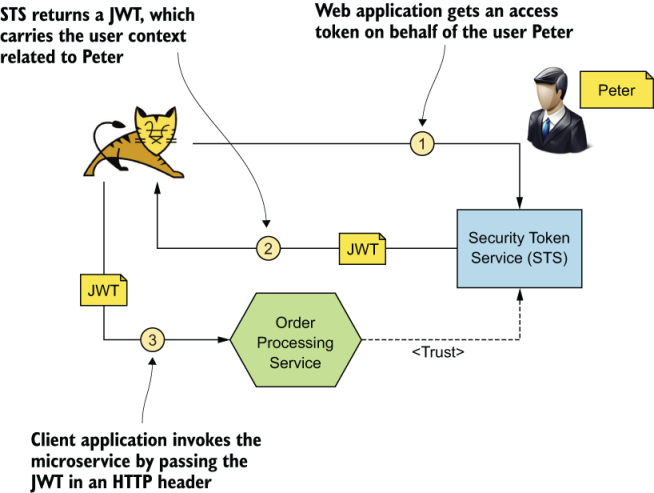 STS returns a JWT, which
carries the user context
related to Peter
Web application gets an access
token on behalf of the user Peter
Peter
1
2
JWT
Security Token
Service (STS)
JWT
3
Order
Processing
Service
<Trust>
Client application invokes the
microservice by passing the
JWT in an HTTP header